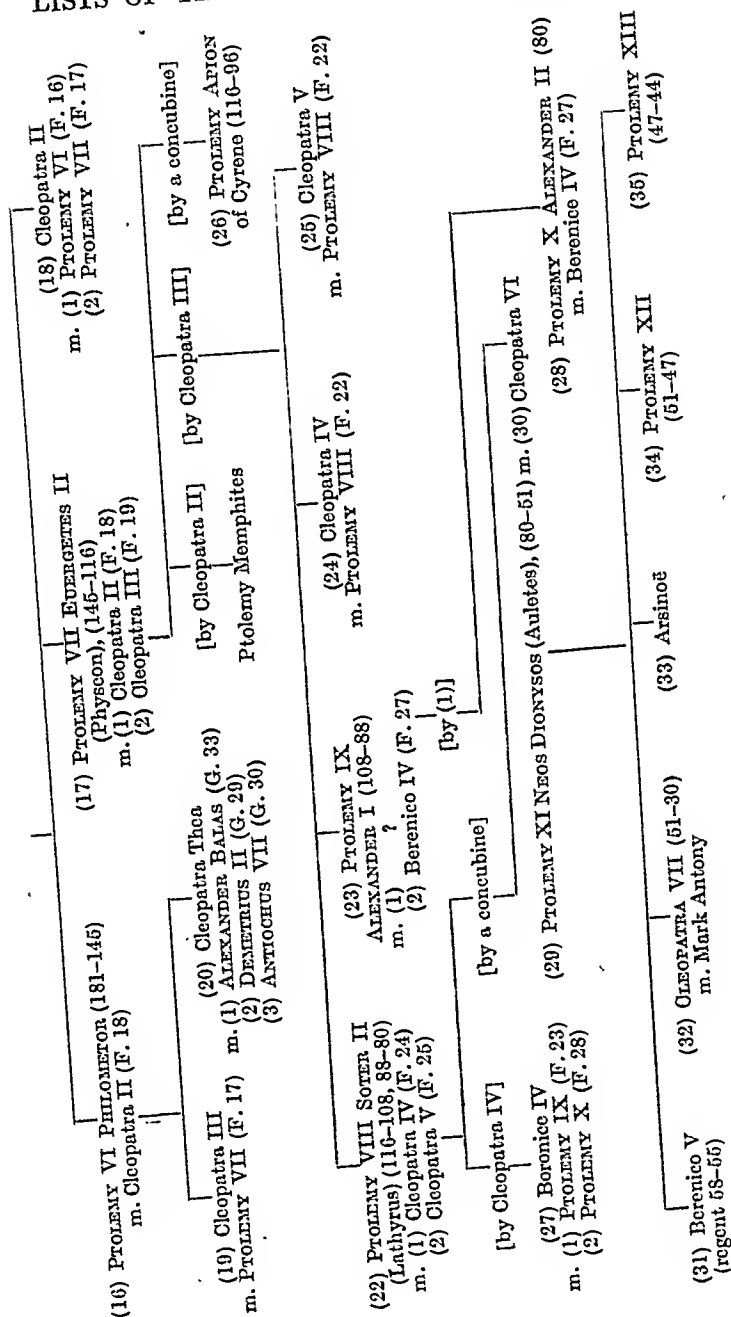 LISTS OF
(16) PTOLEMY VI PHILOMETOR (181-145)
m. Cleopatra II (F. 18)
(17) PTOLEMY VII EUERGETES II
(Physcon), (145-116)
m. (1) Cleopatra II (F. 18)
(2) Cleopatra III (F. 19)
(18) Cleopatra II
m. (1) PTOLEMY VI (F. 16)
(2) PTOLEMY VII (F. 17)
(19) Cleopatra III
m. PTOLEMY VII (F. 17)
(20) Cleopatra Thea
m. (1) ALEXANDER BALAS (G. 33)
(2) DEMETRIUS II (G. 29)
(3) ANTIOCHUS VII (G. 30)
[by Cleopatra II]
Ptolemy Memphites
[by Cleopatra III]
[by a concubine]
(26) PTOLEMY APION
of Cyrene (116-96)
(22) PTOLEMY VIII SOTER II
(Lathyrus) (116-108, 88-80)
m. (1) Cleopatra IV (F. 24)
(2) Cleopatra V (F. 25)
(23) PTOLEMY IX
ALEXANDER I (108-88)
m. (1) ?
(2) Berenice IV (F. 27)
(24) Cleopatra IV
m. PTOLEMY VIII (F. 22)
(25) Cleopatra V
m. PTOLEMY VIII (F. 22)
[by Cleopatra IV]
[by a concubine]
[by (1)]
(27) Berenice IV
m. (1) PTOLEMY IX (F. 23)
(2) PTOLEMY X (F. 28)
(29) PTOLEMY XI NEOS DIONYSOS (Auletes), (80-51) m. (30) Cleopatra VI
(28) PTOLEMY X ALEXANDER II (80)
m. Berenice IV (F. 27)
(31) Berenice V
(regent 58-55)
(32) CLEOPATRA VII (51-30)
m. Mark Antony
(33) Arsinoë
(34) PTOLEMY XII
(51-47)
(35) PTOLEMY XIII
(47-44)